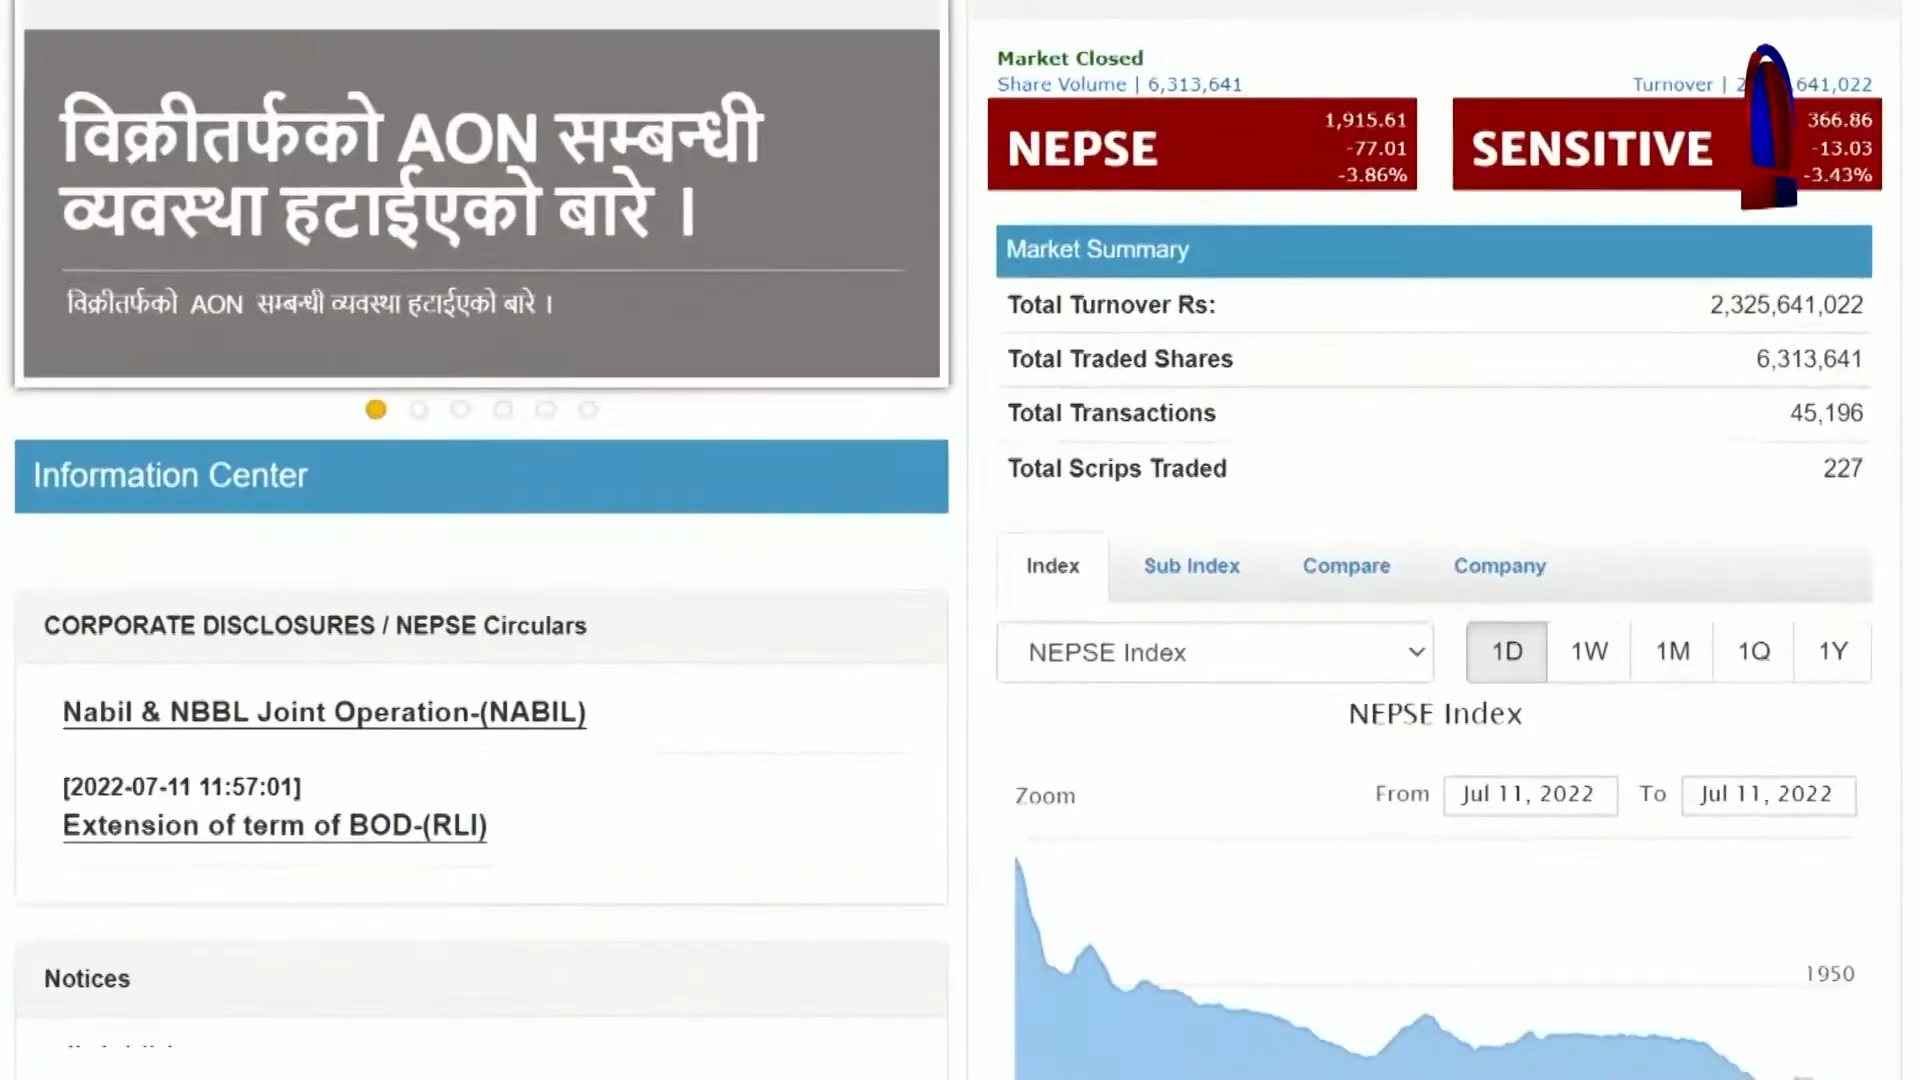 विक्रीतर्फको AON सम्बन्धी
व्यवस्था हटाईएको बारे ।
विक्रीतर्फको AON सम्बन्धी व्यवस्था हटाईएको बारे ।
Information Center
CORPORATE DISCLOSURES / NEPSE Circulars
Nabil & NBBL Joint Operation-(NABIL)
[2022-07-11 11:57:01]
Extension of term of BOD-(RLI)
Notices
Market Closed
Share Volume | 6,313,641
Turnover | 2 641,022
NEPSE
1,915.61
-77.01
-3.86%
SENSITIVE
366.86
-13.03
-3.43%
Market Summary
Total Turnover Rs: 2,325,641,022
Total Traded Shares 6,313,641
Total Transactions 45,196
Total Scrips Traded 227
Index Sub Index Compare Company
NEPSE Index 1D 1W 1M 1Q 1Y
NEPSE Index
Zoom From Jul 11, 2022 To Jul 11, 2022
1950